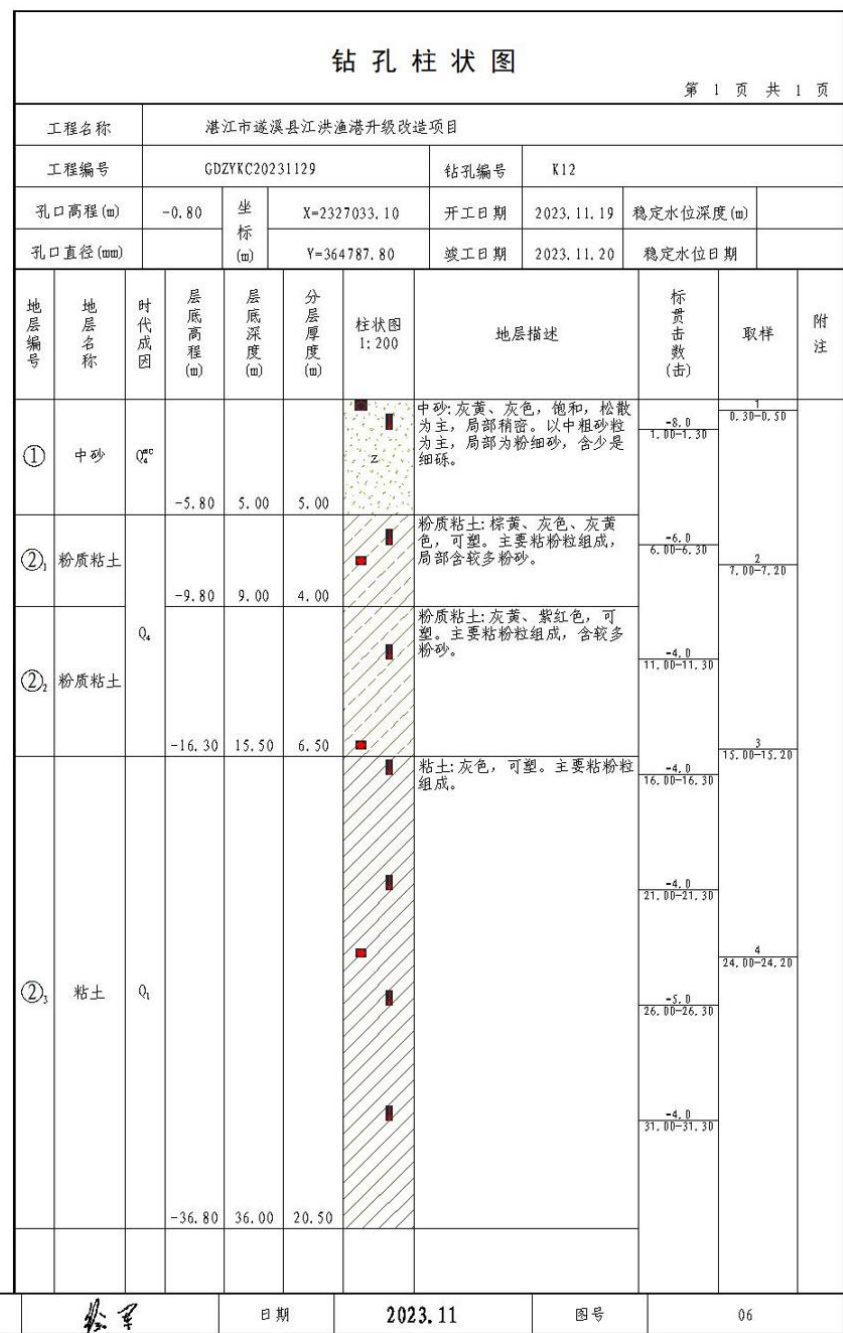 钻孔柱状图
第 1 页 共 1 页
工程名称 湛江市遂溪县江洪渔港升级改造项目
工程编号 GDZYKC20231129 钻孔编号 K12
孔口高程(m) -0.80 坐标(m) X=2327033.10 开工日期 2023.11.19 稳定水位深度(m)
孔口直径(mm) Y=364787.80 竣工日期 2023.11.20 稳定水位日期
地层编号 地层名称 时代成因 层底高程(m) 层底深度(m) 分层厚度(m) 柱状图 1:200 地层描述 标贯击数(击) 取样 附注
① 中砂
-5.80 5.00 5.00
Z
中砂:灰黄、灰色,饱和,松散
为主,局部稍密。以中粗砂粒
为主,局部为粉细砂,含少是
细砾。
-8.0
1.00-1.30
1
0.30-0.50
②₁ 粉质粘土
-9.80 9.00 4.00
粉质粘土:棕黄、灰色、灰黄
色,可塑。主要粘粉粒组成,
局部含较多粉砂。
-6.0
6.00-6.30
2
7.00-7.20
Q₄
②₂ 粉质粘土
-16.30 15.50 6.50
粉质粘土:灰黄、紫红色,可
塑。主要粘粉粒组成,含较多
粉砂。
-4.0
11.00-11.30
3
15.00-15.20
②₃ 粘土 Q₁
-36.80 36.00 20.50
粘土:灰色,可塑。主要粘粉粒
组成。
-4.0
16.00-16.30
-4.0
21.00-21.30
4
24.00-24.20
-5.0
26.00-26.30
-4.0
31.00-31.30
日期 2023.11 图号 06